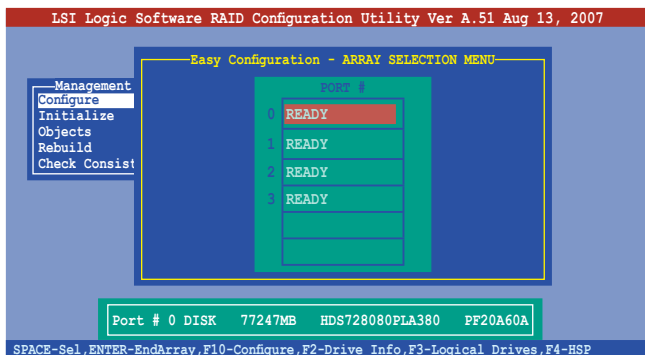 LSI Logic Software RAID Configuration Utility Ver A.51 Aug 13, 2007
Easy Configuration - ARRAY SELECTION MENU
Management
Configure
Initialize
Objects
Rebuild
Check Consist
PORT #
0 READY
1 READY
2 READY
3 READY
Port # 0 DISK 77247MB HDS728080PLA380 PF20A60A
SPACE-Sel,ENTER-EndArray,F10-Configure,F2-Drive Info,F3-Logical Drives,F4-HSP